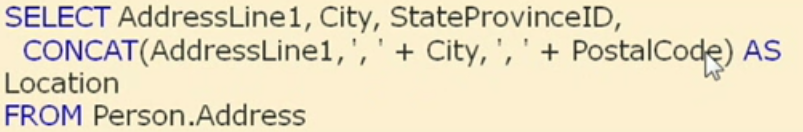 SELECT AddressLine1, City, StateProvinceID,
CONCAT(AddressLine1,', ' + City, ', ' + PostalCode) AS
Location
FROM Person.Address